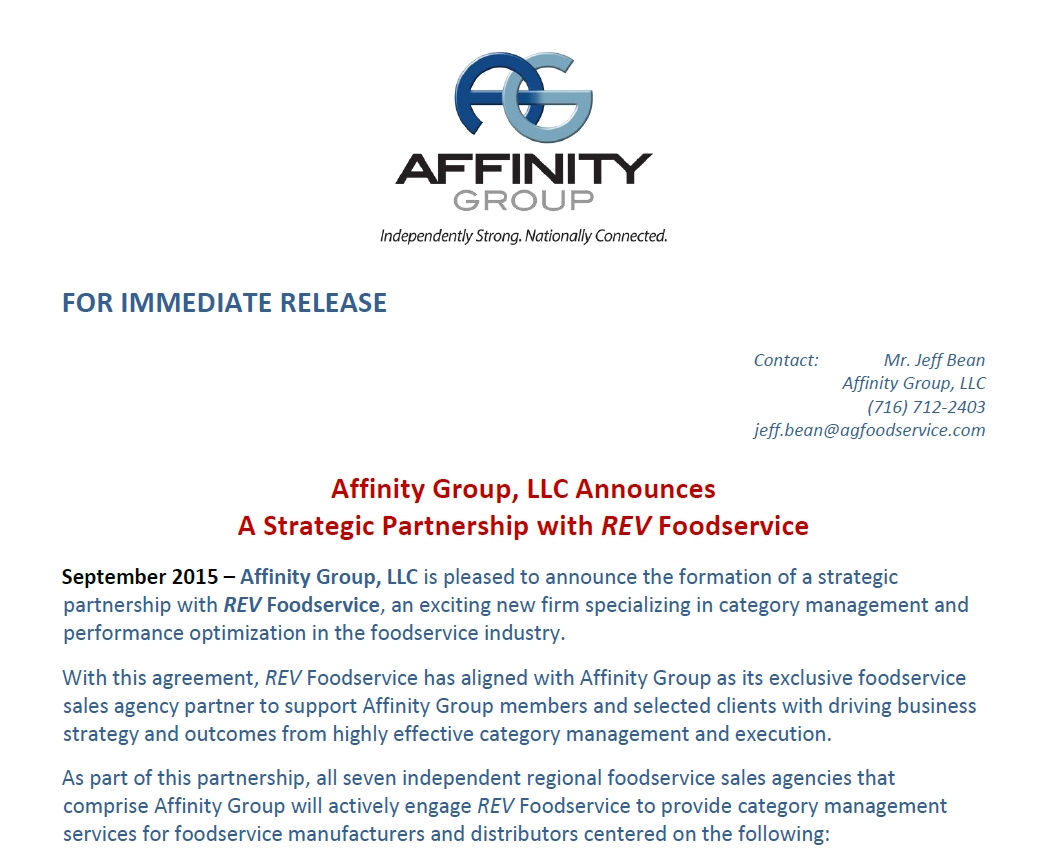 AG
AFFINITY
GROUP
Independently Strong. Nationally Connected.
FOR IMMEDIATE RELEASE
Contact: Mr. Jeff Bean
Affinity Group, LLC
(716) 712-2403
jeff.bean@agfoodservice.com
Affinity Group, LLC Announces
A Strategic Partnership with REV Foodservice
September 2015 – Affinity Group, LLC is pleased to announce the formation of a strategic
partnership with REV Foodservice, an exciting new firm specializing in category management and
performance optimization in the foodservice industry.
With this agreement, REV Foodservice has aligned with Affinity Group as its exclusive foodservice
sales agency partner to support Affinity Group members and selected clients with driving business
strategy and outcomes from highly effective category management and execution.
As part of this partnership, all seven independent regional foodservice sales agencies that
comprise Affinity Group will actively engage REV Foodservice to provide category management
services for foodservice manufacturers and distributors centered on the following: